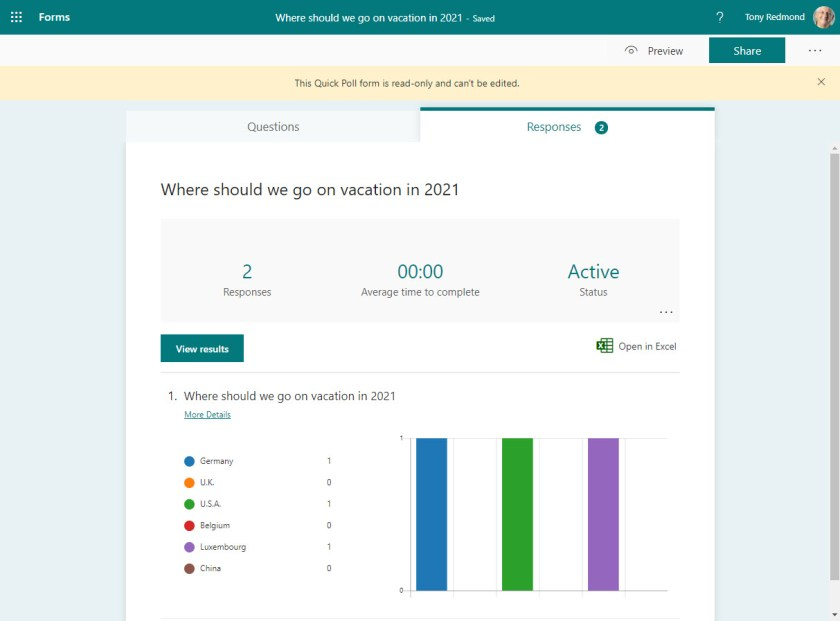 Forms
Where should we go on vacation in 2021 - Saved
? Tony Redmond
Preview
Share
...
This Quick Poll form is read-only and can't be edited.
Questions
Responses 2
Where should we go on vacation in 2021
2
Responses
00:00
Average time to complete
Active
Status
...
View results
Open in Excel
1. Where should we go on vacation in 2021
More Details
Germany 1
U.K. 0
U.S.A. 1
Belgium 0
Luxembourg 1
China 0
1
0